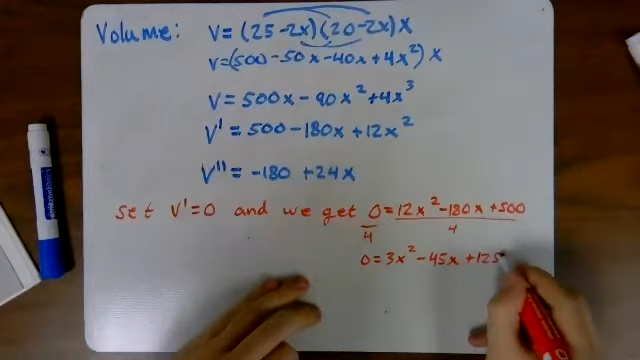 Volume: V=(25-2x)(20-2x)x
V=(500-50x-40x+4x²)x
V=500x-90x²+4x³
V'=500-180x+12x²
V''=-180+24x
set V'=0 and we get 0=12x²-180x+500
4 4
0=3x²-45x+125